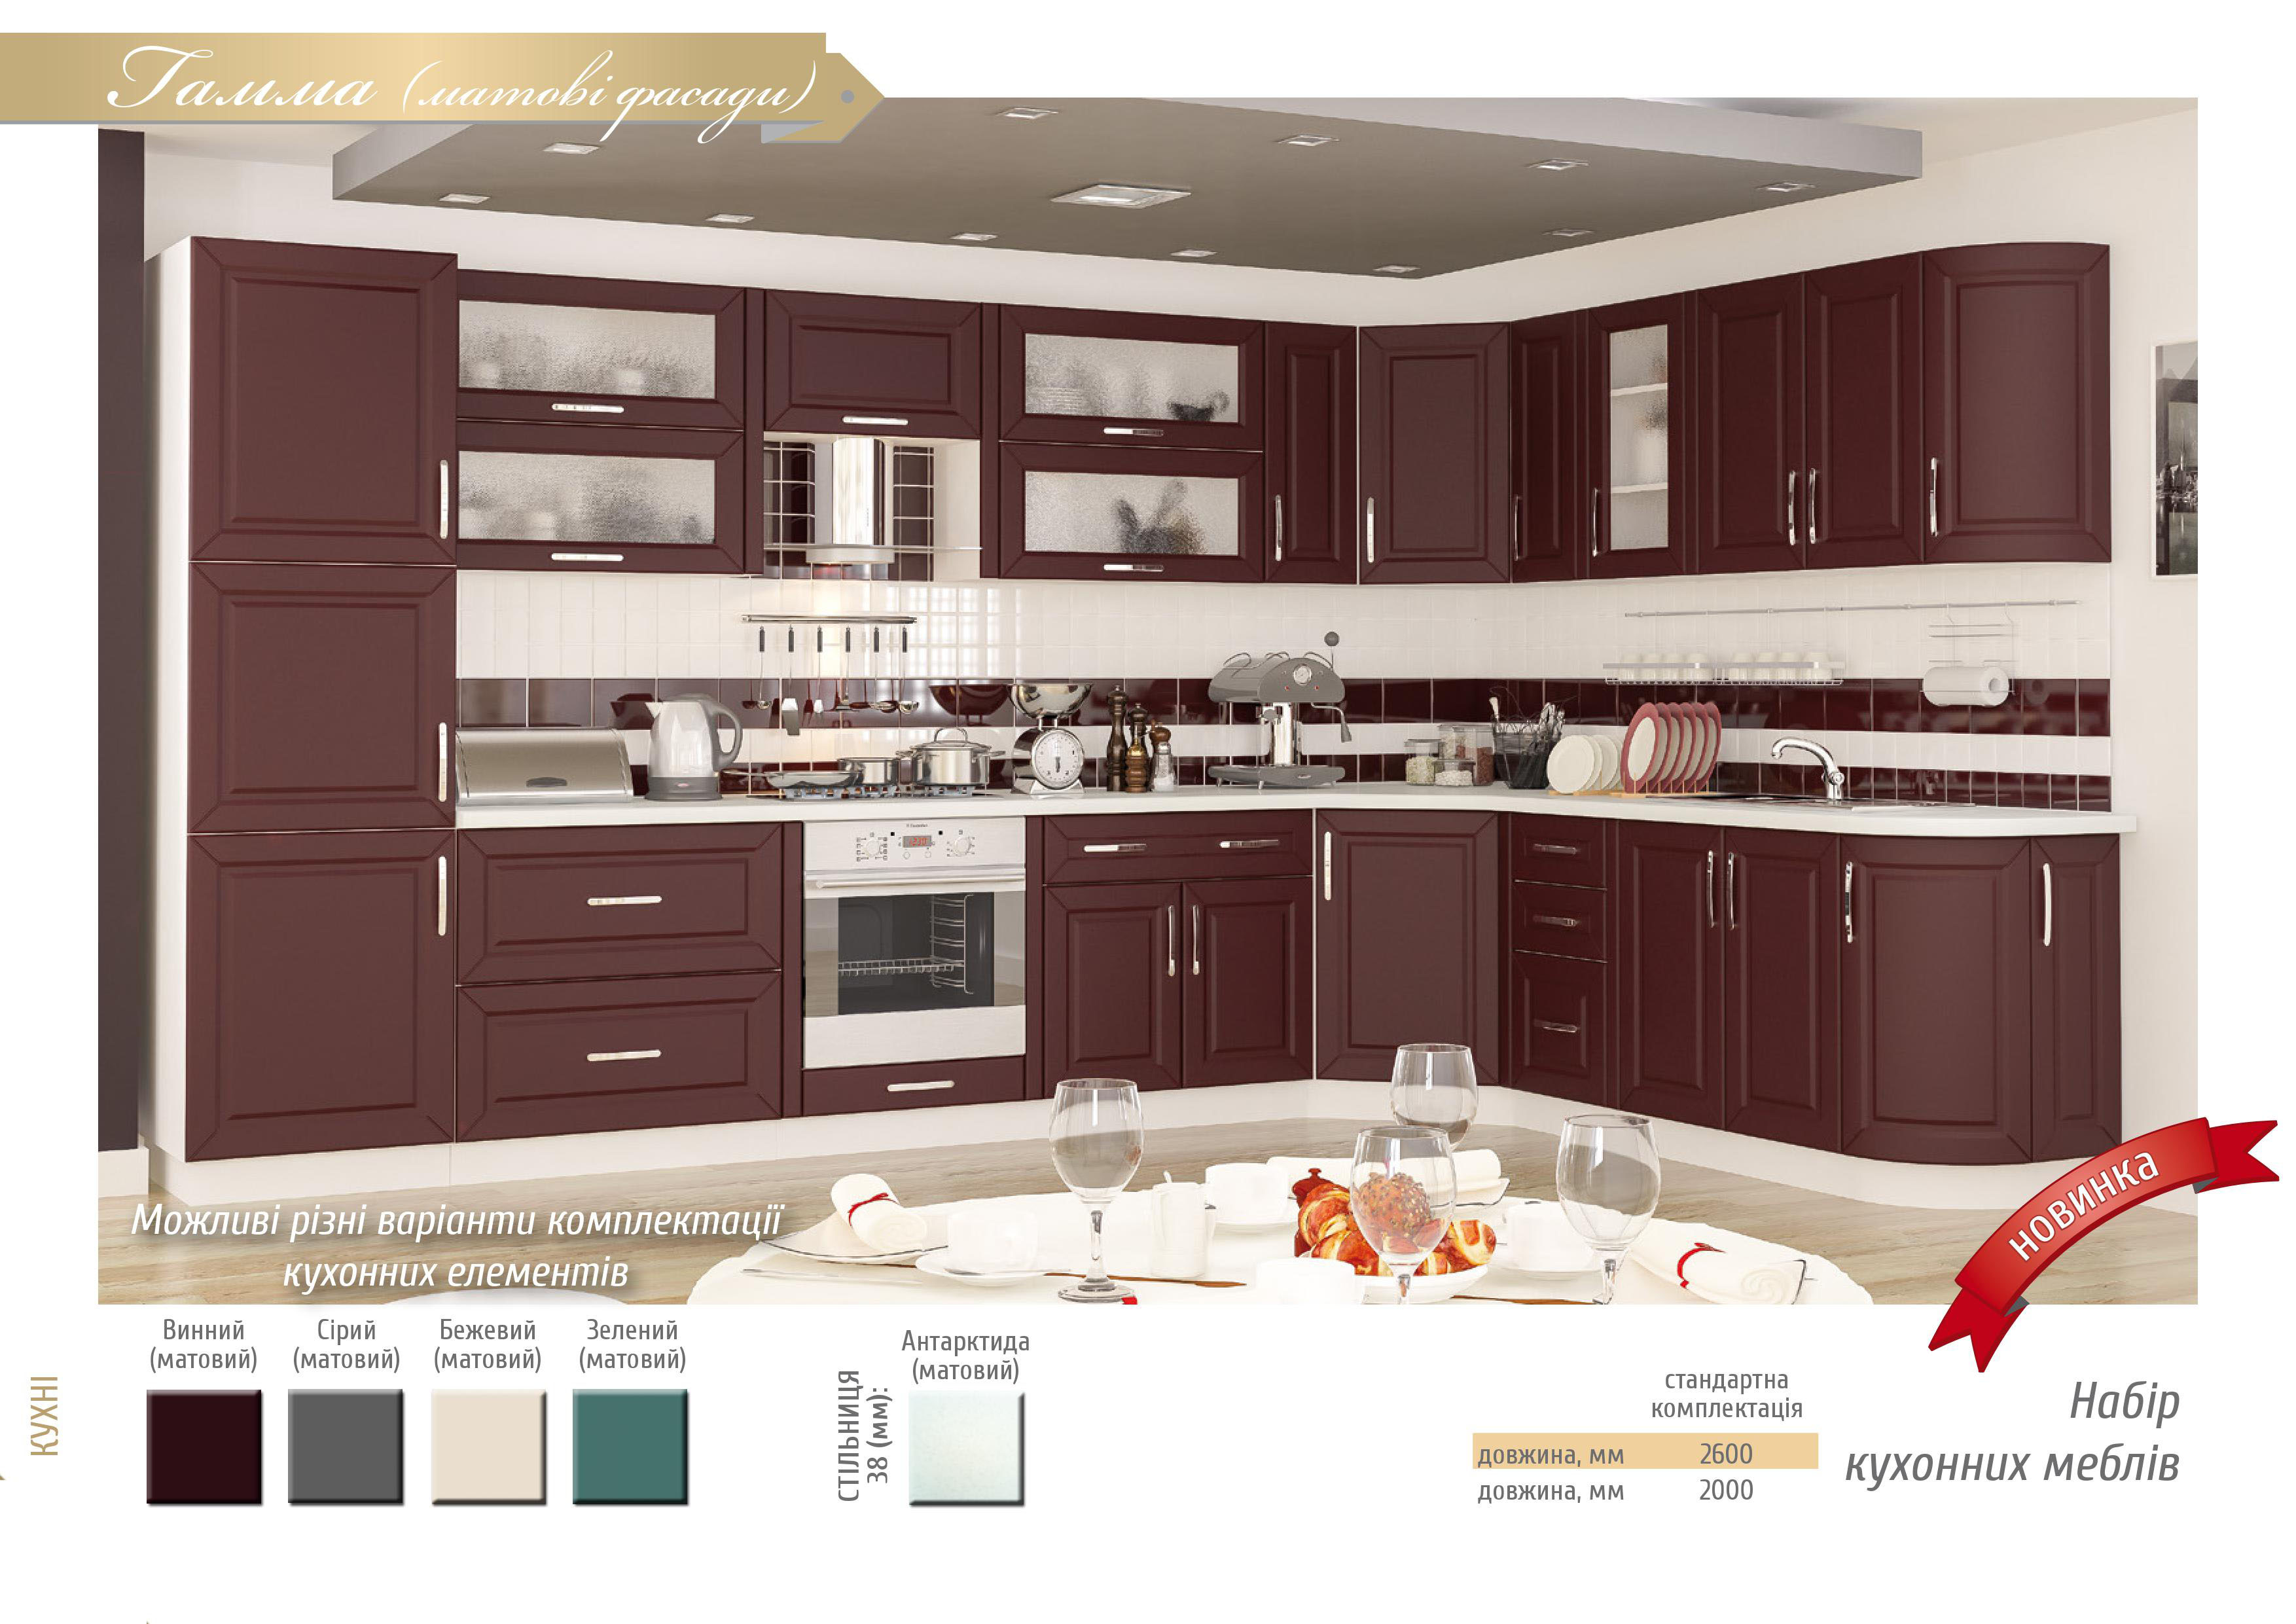 Гамма (матові фасади)
Можливі різні варіанти комплектації
кухонних елементів
НОВИНКА
Винний
(матовий)
Сірий
(матовий)
Бежевий
(матовий)
Зелений
(матовий)
СТІЛЬНИЦЯ
38 (мм):
Антарктида
(матовий)
стандартна
комплектація
довжина, мм 2600
довжина, мм 2000
Набір
кухонних меблів
КУХНІ